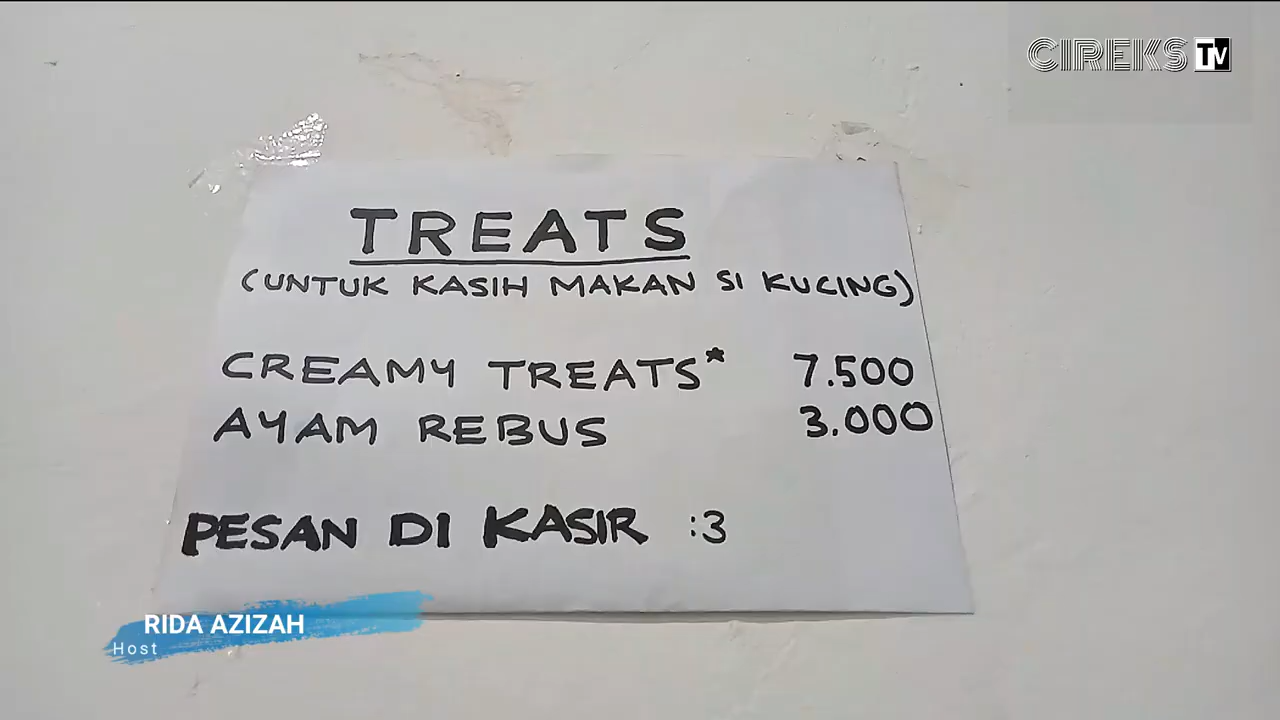 CIREKS TV
TREATS
(UNTUK KASIH MAKAN SI KUCING)
CREAMY TREATS* 7.500
AYAM REBUS 3.000
PESAN DI KASIR :3
RIDA AZIZAH
Host